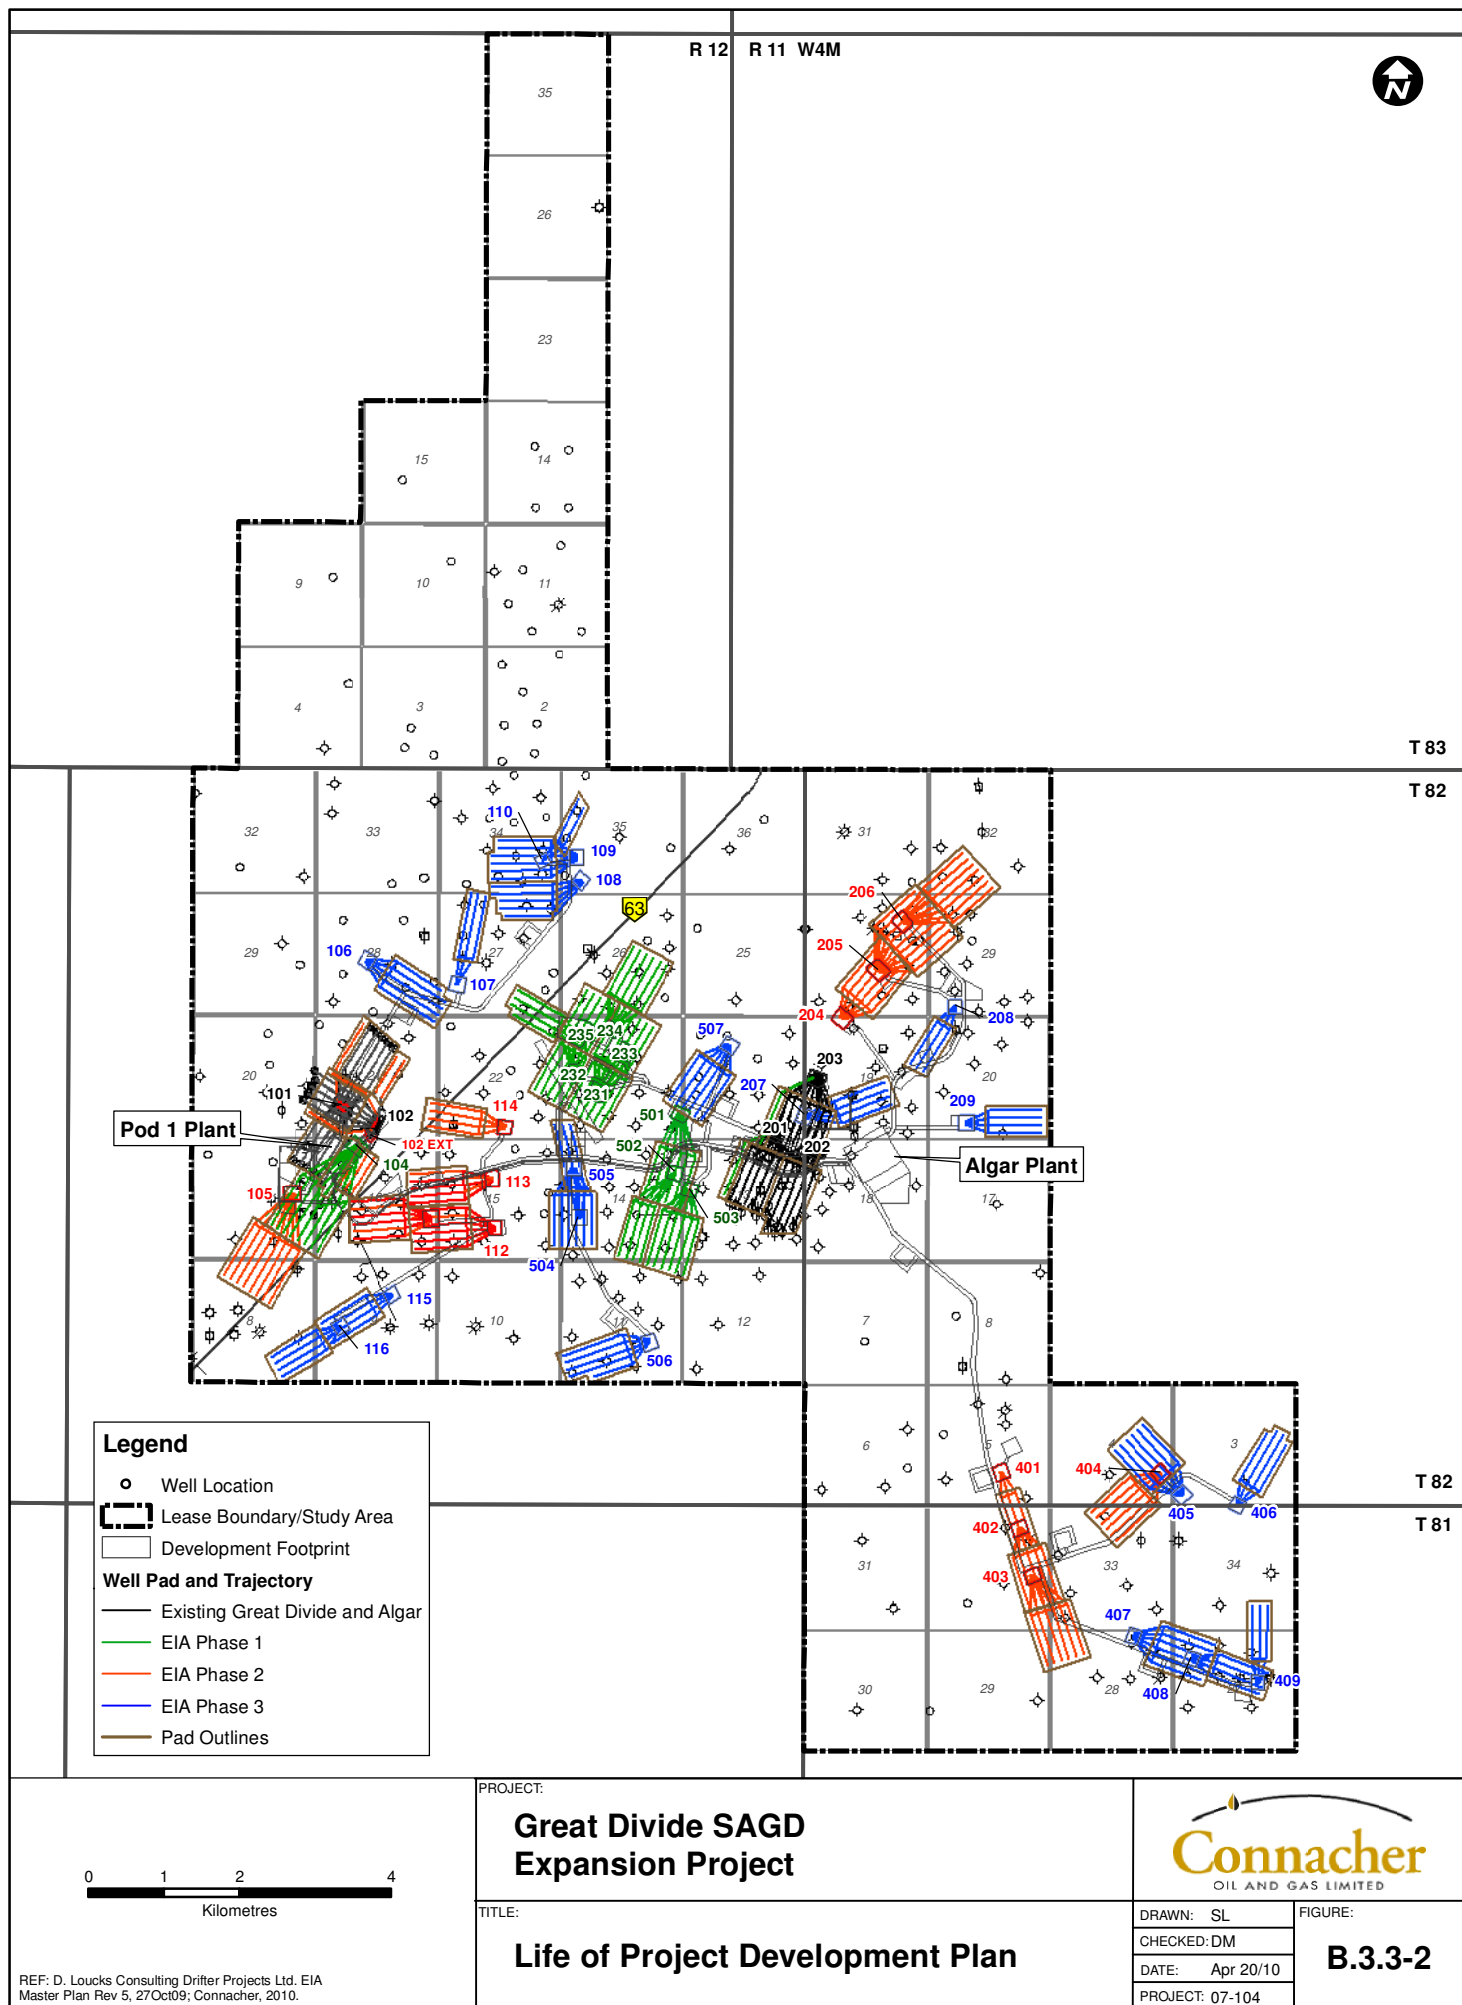 R 12 R 11 W4M
N
35
26
23
15 14
9 10 11
4 3 2
T 83
T 82
32 33 34 35 36 31 32
110
109
108
63
206
29 28 27 26 25 29
106
107
205
204
208
235 234
233
232
231
507
203
207
20 22 19 20
101
102
114
209
Pod 1 Plant
102 EXT
104
501
502
201
202
Algar Plant
105
113
505
16 15 14 18 17
112
503
504
115
116
506
8 10 11 12 7 8
6 5 3
401
404
402
405
406
T 82
T 81
403
31 33 34
407
408
409
30 29 28
Legend
Well Location
Lease Boundary/Study Area
Development Footprint
Well Pad and Trajectory
Existing Great Divide and Algar
EIA Phase 1
EIA Phase 2
EIA Phase 3
Pad Outlines
0 1 2 4
Kilometres
REF: D. Loucks Consulting Drifter Projects Ltd. EIA
Master Plan Rev 5, 27Oct09; Connacher, 2010.
PROJECT:
Great Divide SAGD
Expansion Project
TITLE:
Life of Project Development Plan
Connacher
OIL AND GAS LIMITED
DRAWN: SL
CHECKED: DM
DATE: Apr 20/10
PROJECT: 07-104
FIGURE:
B.3.3-2